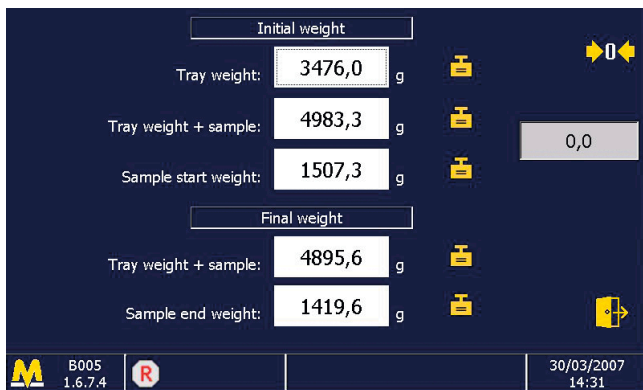 Initial weight
Tray weight: 3476,0 g
0
Tray weight + sample: 4983,3 g
0,0
Sample start weight: 1507,3 g
Final weight
Tray weight + sample: 4895,6 g
Sample end weight: 1419,6 g
B005
1.6.7.4
R
30/03/2007
14:31